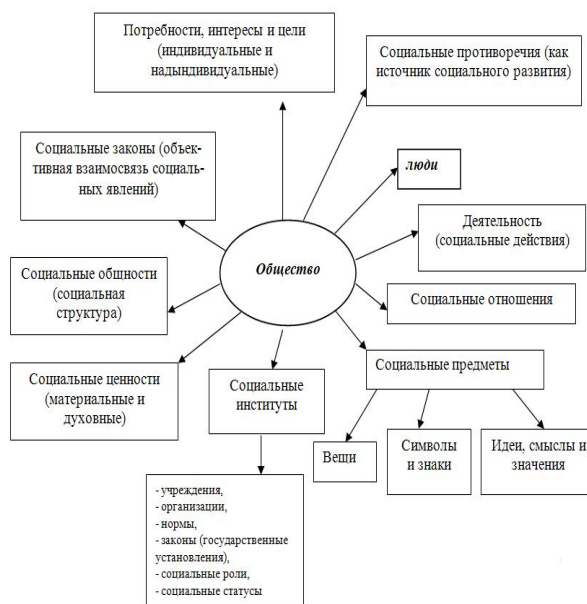 Потребности, интересы и цели
(индивидуальные и
надындивидуальные)
Социальные противоречия (как
источник социального развития)
Социальные законы (объек-
тивная взаимосвязь социаль-
ных явлений)
люди
Деятельность
(социальные действия)
Общество
Социальные общности
(социальная
структура)
Социальные отношения
Социальные ценности
(материальные и
духовные)
Социальные
институты
Социальные предметы
Вещи
Символы
и знаки
Идеи, смыслы и
значения
- учреждения,
- организации,
- нормы,
- законы (государственные
установления),
- социальные роли,
- социальные статусы